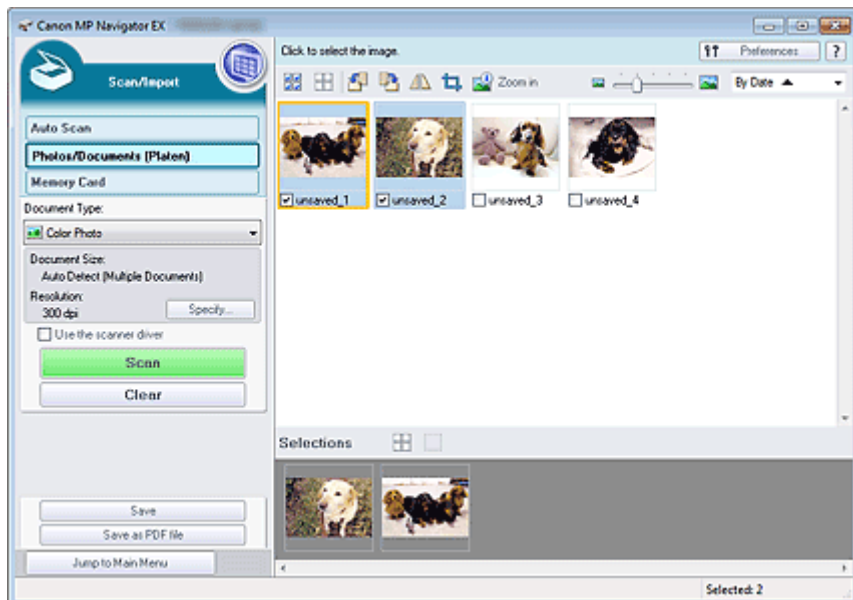 Canon MP Navigator EX
Scan/Import
Auto Scan
Photos/Documents (Platen)
Memory Card
Document Type:
Color Photo
Document Size:
Auto Detect (Multiple Documents)
Resolution:
300 dpi
Specify...
Use the scanner driver
Scan
Clear
Save
Save as PDF file
Jump to Main Menu
Click to select the image.
Preferences
?
Zoom in
By Date
unsaved_1
unsaved_2
unsaved_3
unsaved_4
Selections
Selected: 2